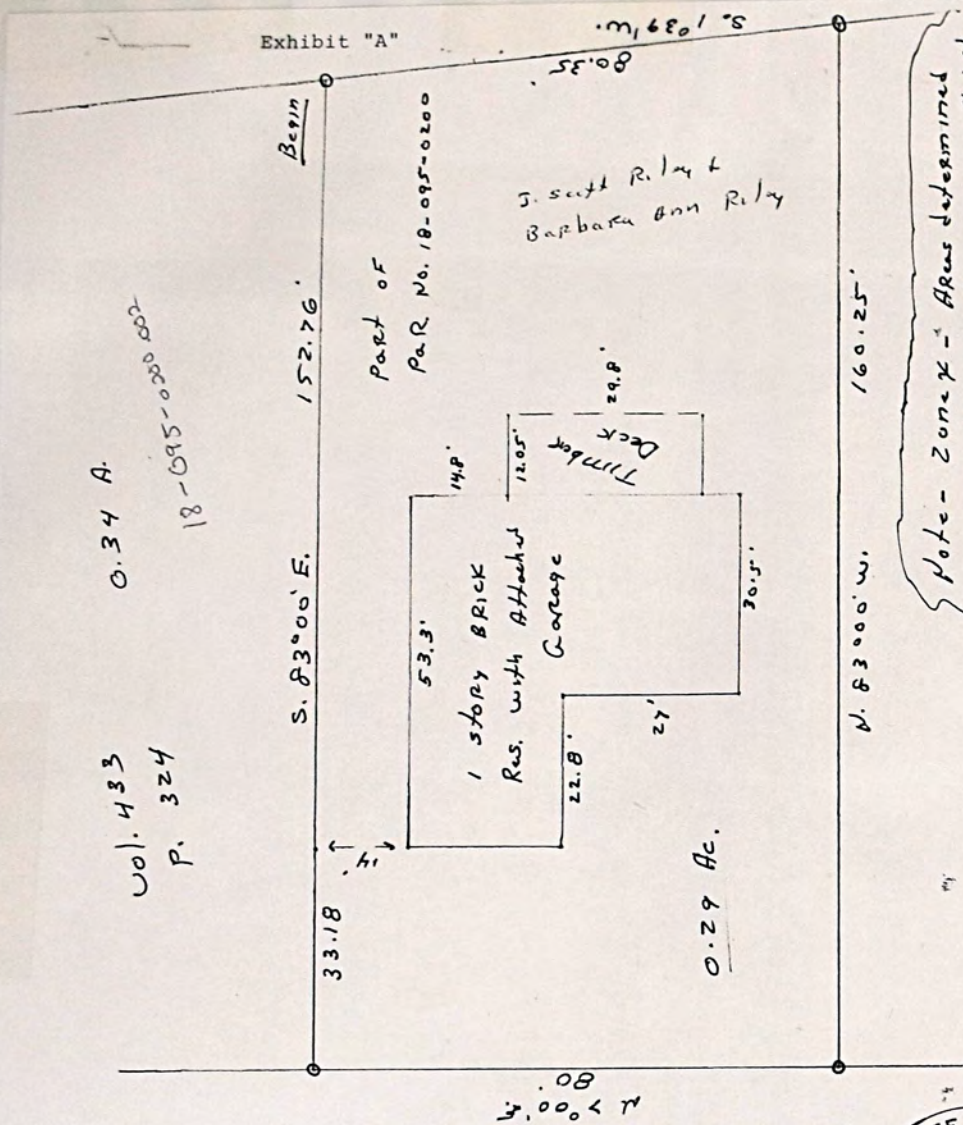 Exhibit "A"
Vol. 433
P. 324
0.34 A.
18-095-0200.002
S. 83°00' E.
152.76'
Begin
33.18
14'
Part of
PAR No. 18-095-0200
S. 1°39' W.
80.35
J. Scott Riley &
Barbara Ann Riley
53.3'
14.8'
12.05'
29.8'
Timber
Deck
1 STORY BRICK
Res. with Attached
Garage
22.8'
27'
30.5'
0.29 Ac.
N 7°00' E.
80'
N. 83°00' W.
160.25'
Note - Zone X - Areas determined